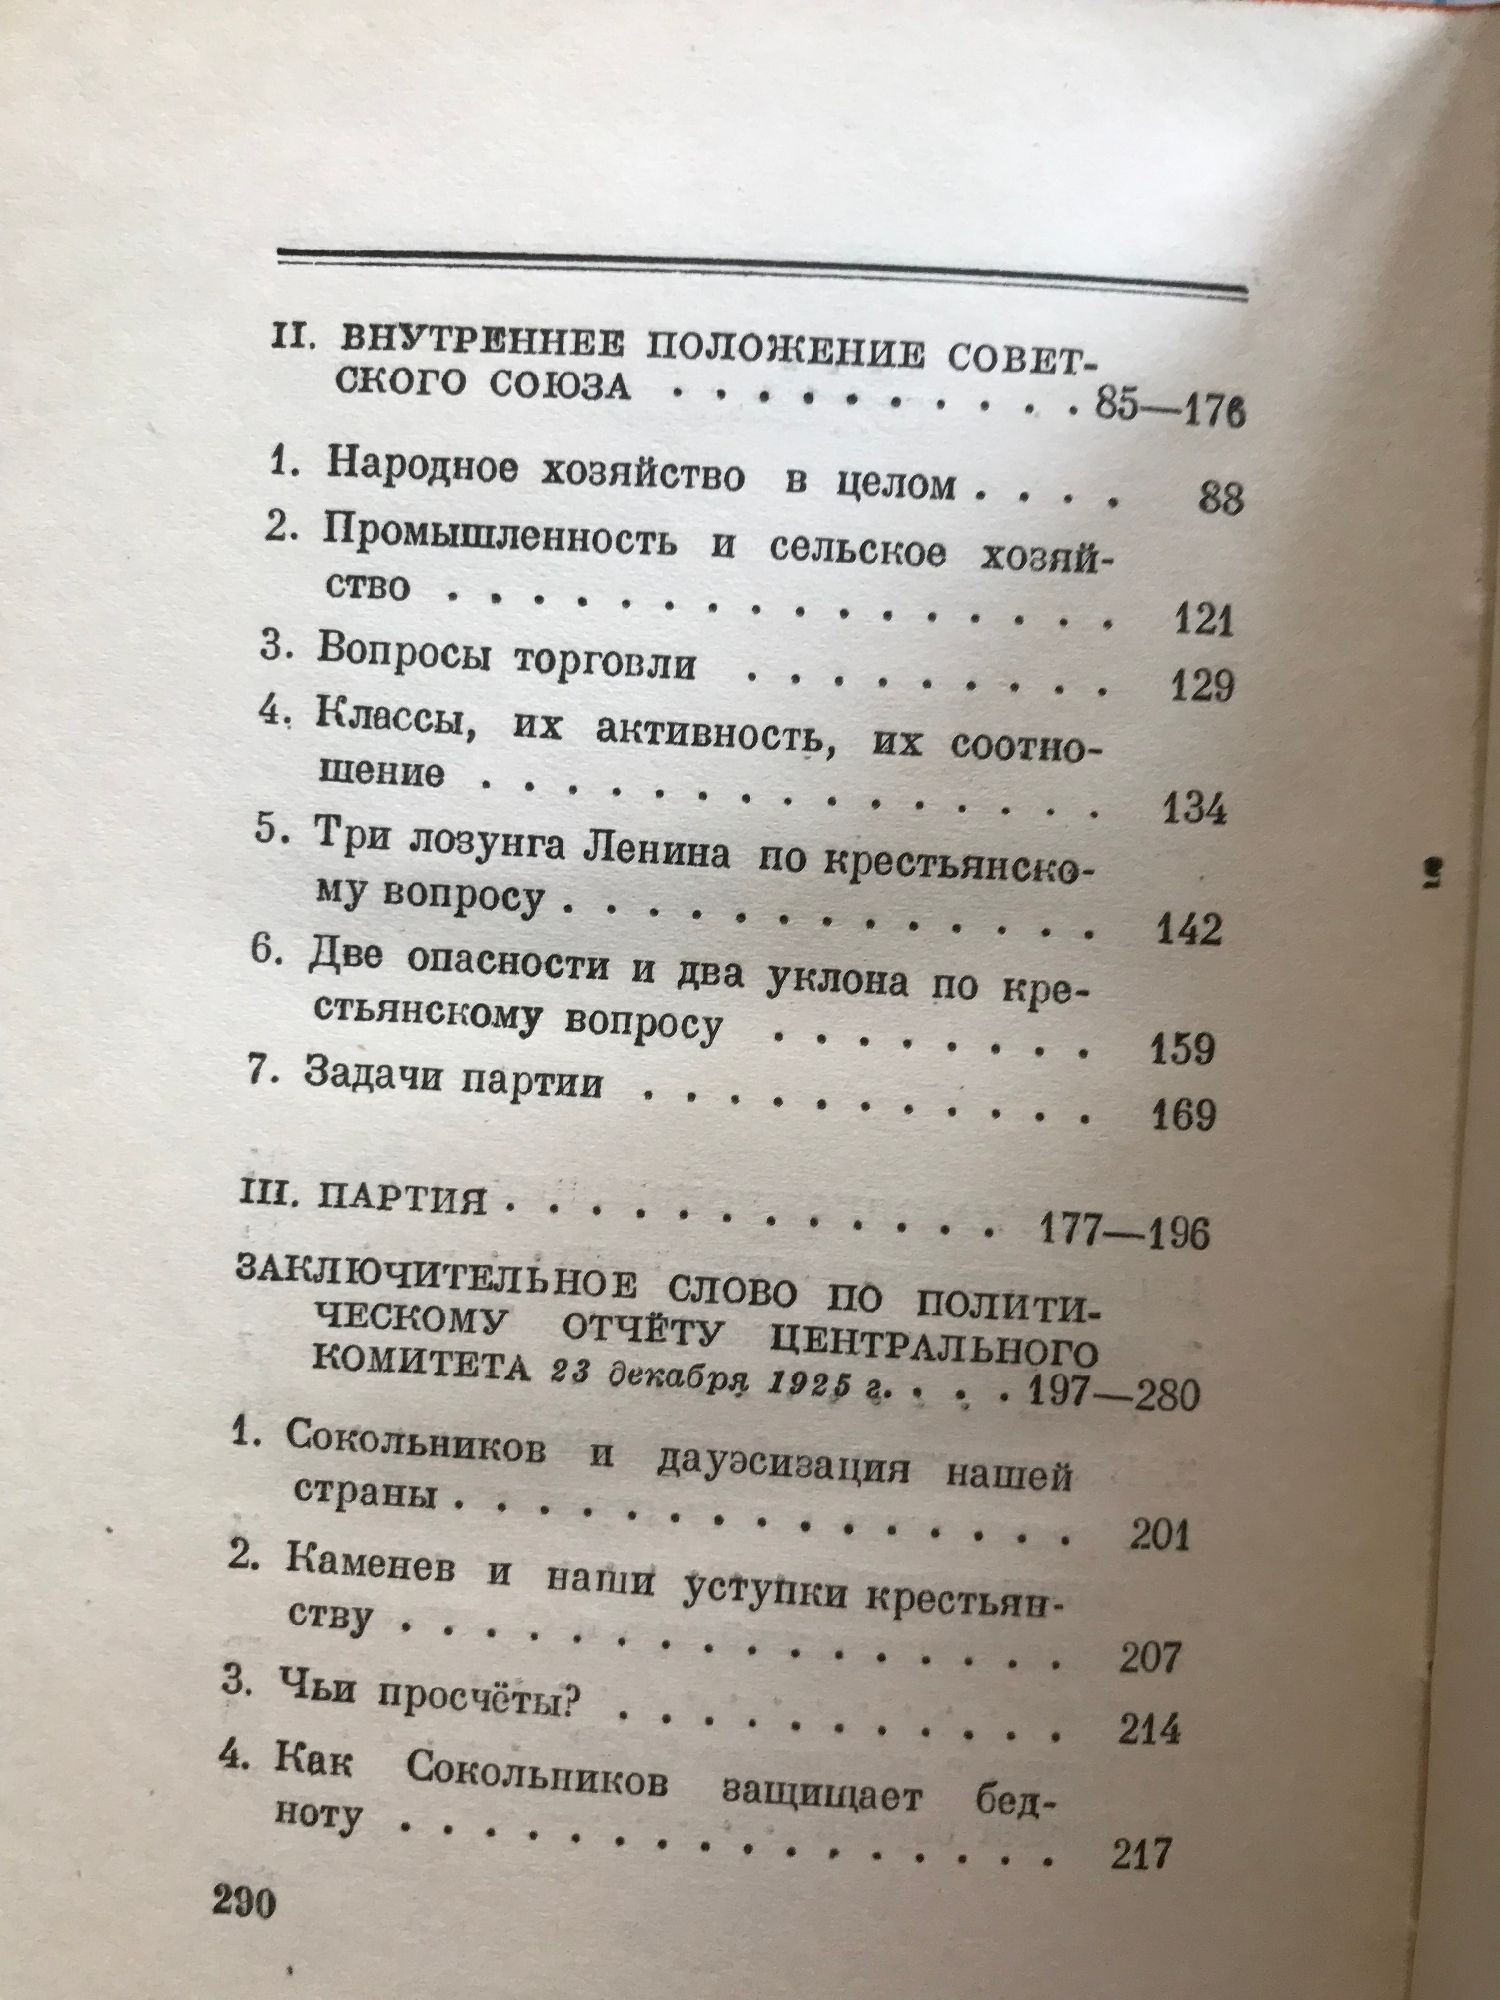 II. ВНУТРЕННЕЕ ПОЛОЖЕНИЕ СОВЕТ-
СКОГО СОЮЗА . . . . . . . . . . 85—176
1. Народное хозяйство в целом . . . . 88
2. Промышленность и сельское хозяй-
ство . . . . . . . . . . . . . . . . 121
3. Вопросы торговли . . . . . . . . . 129
4. Классы, их активность, их соотно-
шение . . . . . . . . . . . . . . . 134
5. Три лозунга Ленина по крестьянско-
му вопросу . . . . . . . . . . . . . 142
6. Две опасности и два уклона по кре-
стьянскому вопросу . . . . . . . . 159
7. Задачи партии . . . . . . . . . . . 169
III. ПАРТИЯ . . . . . . . . . . . . 177—196
ЗАКЛЮЧИТЕЛЬНОЕ СЛОВО ПО ПОЛИТИ-
ЧЕСКОМУ ОТЧЁТУ ЦЕНТРАЛЬНОГО
КОМИТЕТА 23 декабря 1925 г. . . . 197—280
1. Сокольников и дауэсизация нашей
страны . . . . . . . . . . . . . . . 201
2. Каменев и наши уступки крестьян-
ству . . . . . . . . . . . . . . . . 207
3. Чьи просчёты? . . . . . . . . . . . 214
4. Как Сокольников защищает бед-
ноту . . . . . . . . . . . . . . . . 217
290